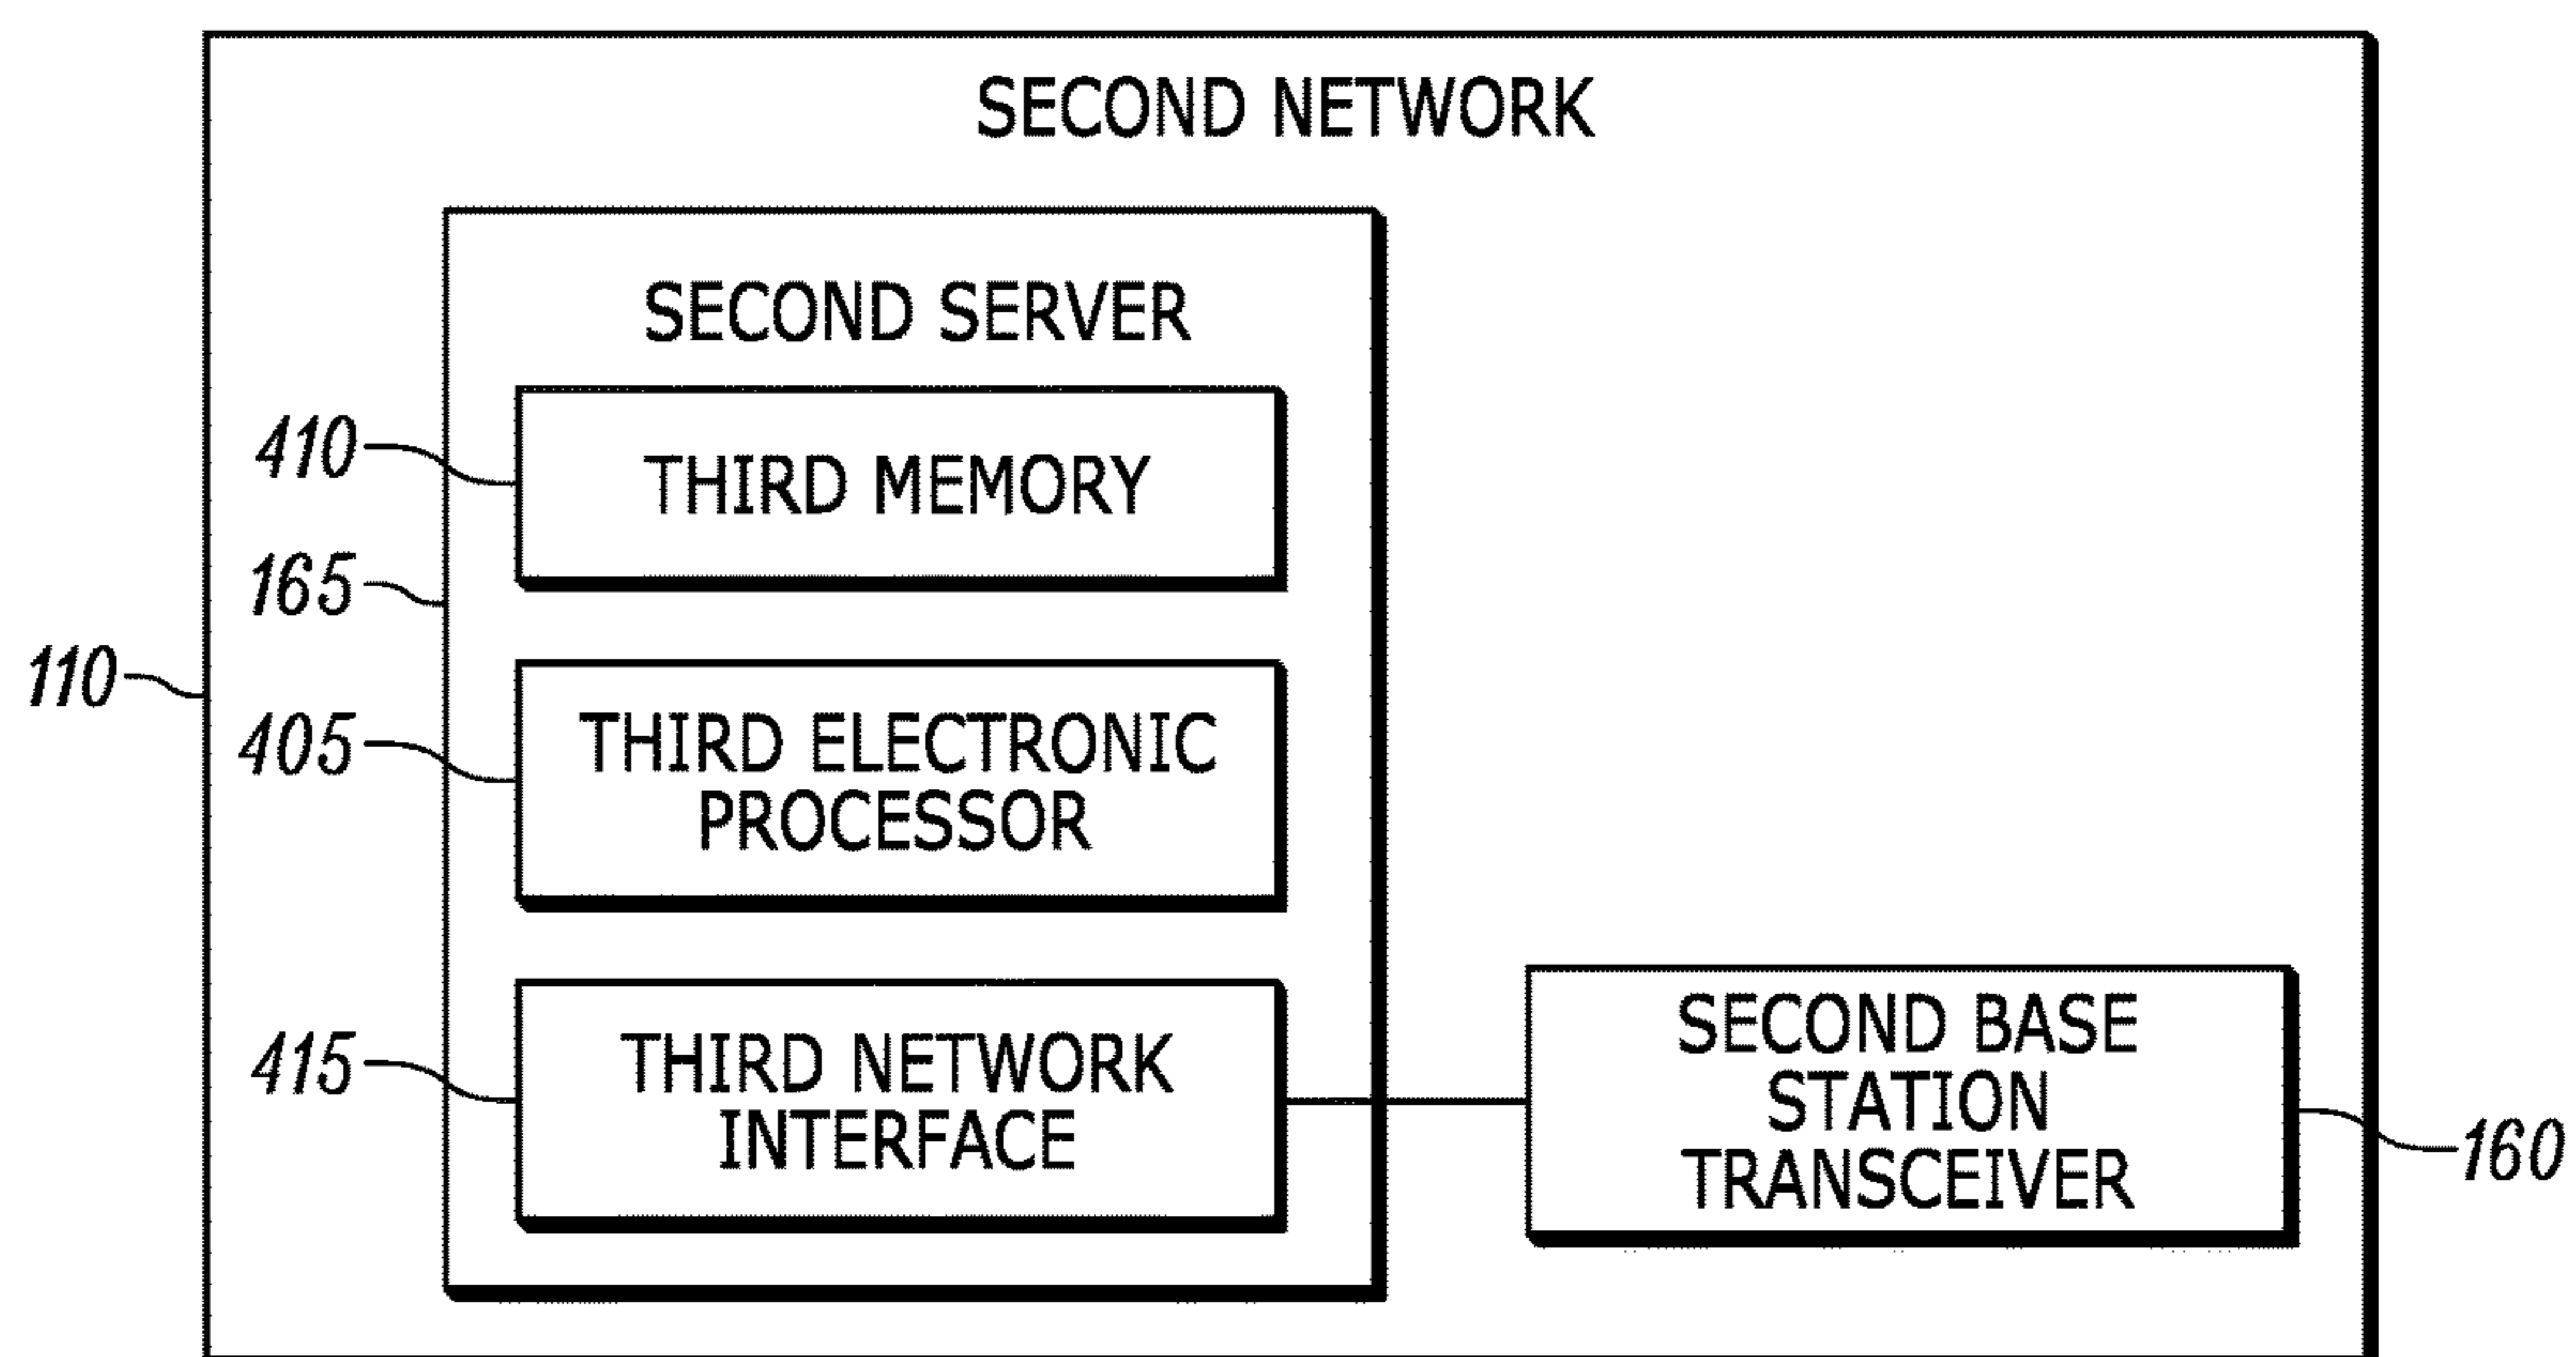 SECOND NETWORK
SECOND SERVER
410
THIRD MEMORY
165
110
405
THIRD ELECTRONIC
PROCESSOR
415
THIRD NETWORK
INTERFACE
SECOND BASE
STATION
TRANSCEIVER
160